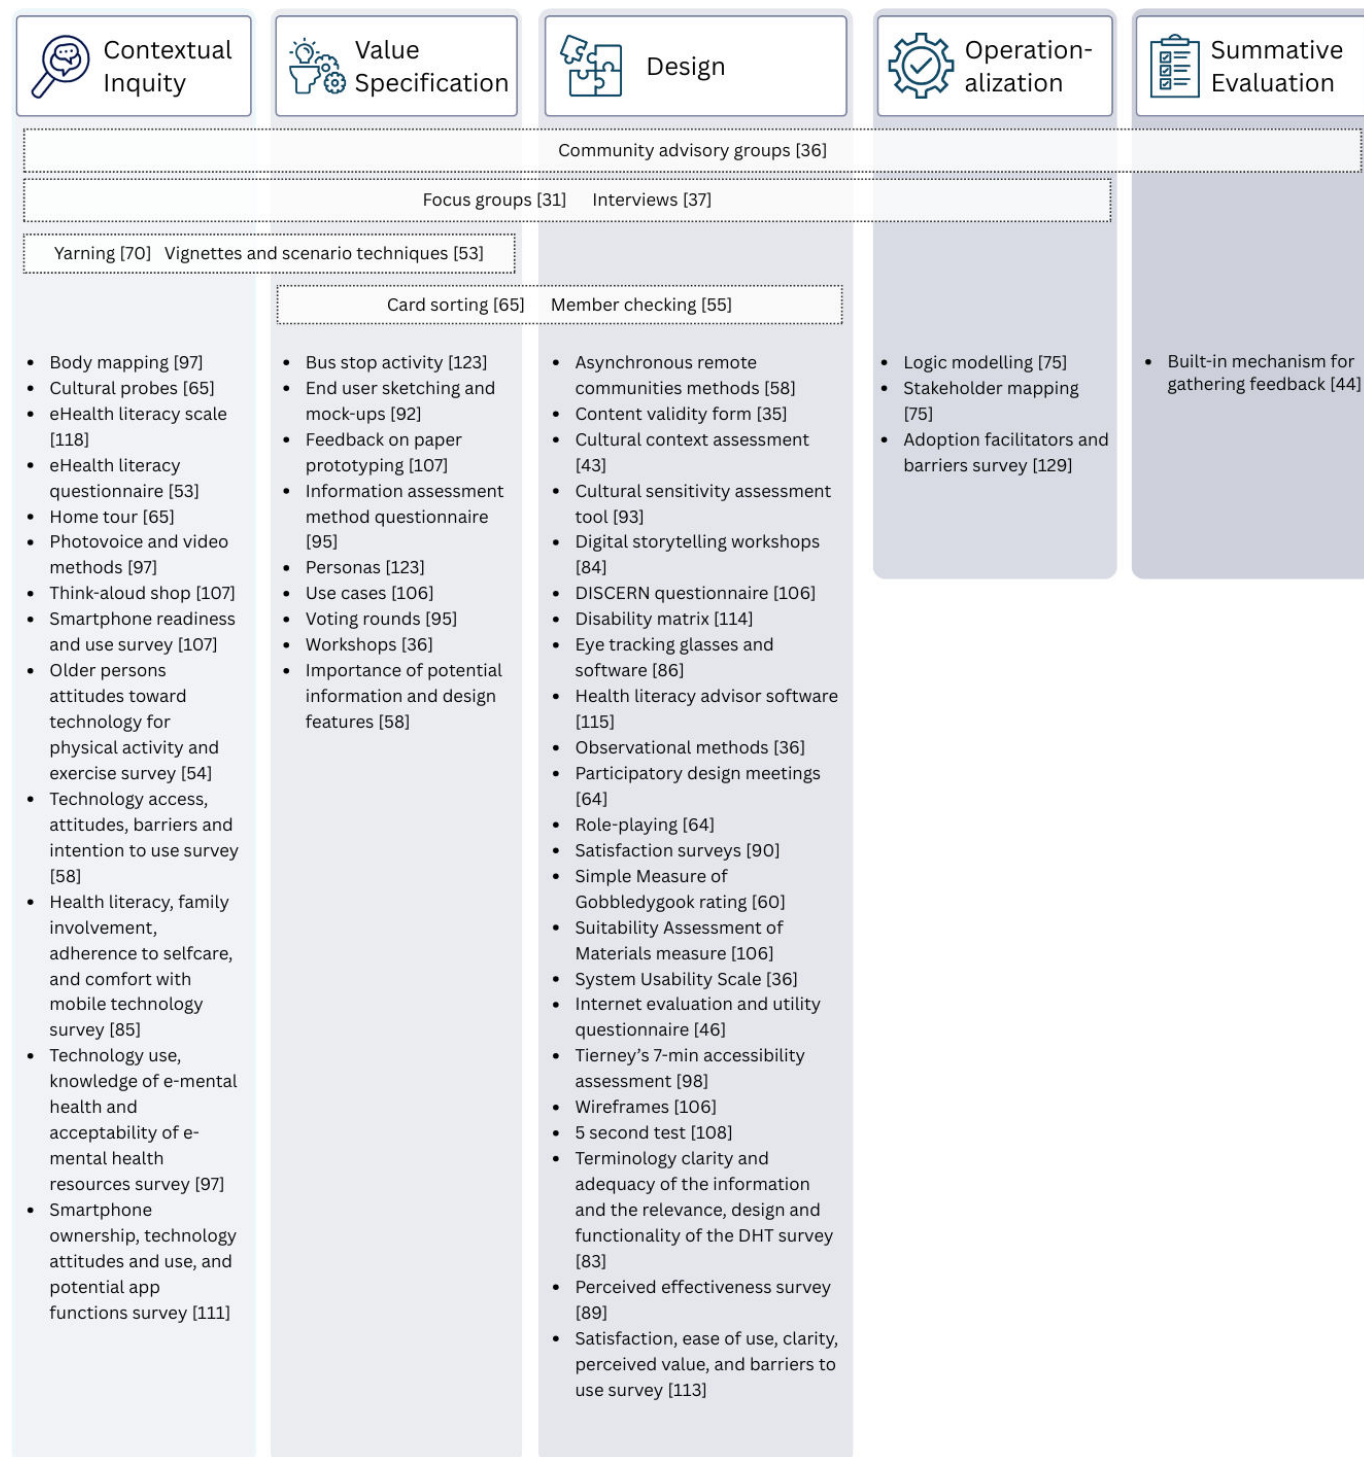 Contextual
Inquity
Value
Specification
Design
Operation-
alization
Summative
Evaluation
Community advisory groups [36]
Focus groups [31] Interviews [37]
Yarning [70] Vignettes and scenario techniques [53]
Card sorting [65] Member checking [55]
• Body mapping [97]
• Cultural probes [65]
• eHealth literacy scale
[118]
• eHealth literacy
questionnaire [53]
• Home tour [65]
• Photovoice and video
methods [97]
• Think-aloud shop [107]
• Smartphone readiness
and use survey [107]
• Older persons
attitudes toward
technology for
physical activity and
exercise survey [54]
• Technology access,
attitudes, barriers and
intention to use survey
[58]
• Health literacy, family
involvement,
adherence to selfcare,
and comfort with
mobile technology
survey [85]
• Technology use,
knowledge of e-mental
health and
acceptability of e-
mental health
resources survey [97]
• Smartphone
ownership, technology
attitudes and use, and
potential app
functions survey [111]
• Bus stop activity [123]
• End user sketching and
mock-ups [92]
• Feedback on paper
prototyping [107]
• Information assessment
method questionnaire
[95]
• Personas [123]
• Use cases [106]
• Voting rounds [95]
• Workshops [36]
• Importance of potential
information and design
features [58]
• Asynchronous remote
communities methods [58]
• Content validity form [35]
• Cultural context assessment
[43]
• Cultural sensitivity assessment
tool [93]
• Digital storytelling workshops
[84]
• DISCERN questionnaire [106]
• Disability matrix [114]
• Eye tracking glasses and
software [86]
• Health literacy advisor software
[115]
• Observational methods [36]
• Participatory design meetings
[64]
• Role-playing [64]
• Satisfaction surveys [90]
• Simple Measure of
Gobbledygook rating [60]
• Suitability Assessment of
Materials measure [106]
• System Usability Scale [36]
• Internet evaluation and utility
questionnaire [46]
• Tierney’s 7-min accessibility
assessment [98]
• Wireframes [106]
• 5 second test [108]
• Terminology clarity and
adequacy of the information
and the relevance, design and
functionality of the DHT survey
[83]
• Perceived effectiveness survey
[89]
• Satisfaction, ease of use, clarity,
perceived value, and barriers to
use survey [113]
• Logic modelling [75]
• Stakeholder mapping
[75]
• Adoption facilitators and
barriers survey [129]
• Built-in mechanism for
gathering feedback [44]